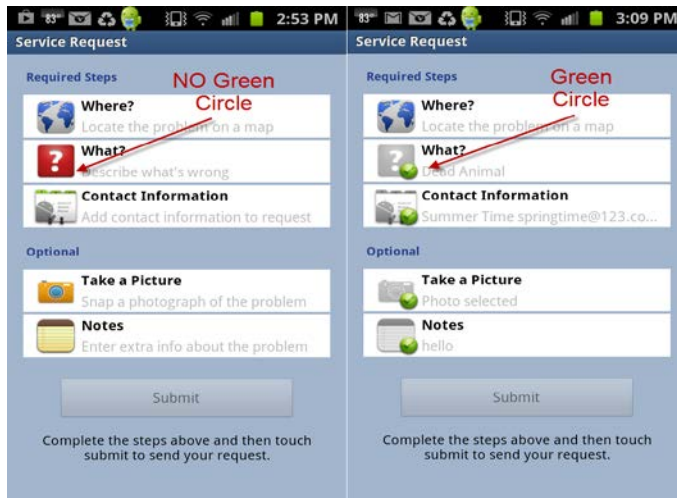 83°
2:53 PM
Service Request
Required Steps
NO Green
Circle
Where?
Locate the problem on a map
What?
Describe what's wrong
Contact Information
Add contact information to request
Optional
Take a Picture
Snap a photograph of the problem
Notes
Enter extra info about the problem
Submit
Complete the steps above and then touch
submit to send your request.
83°
3:09 PM
Service Request
Required Steps
Green
Circle
Where?
Locate the problem on a map
What?
Dead Animal
Contact Information
Summer Time springtime@123.co...
Optional
Take a Picture
Photo selected
Notes
hello
Submit
Complete the steps above and then touch
submit to send your request.